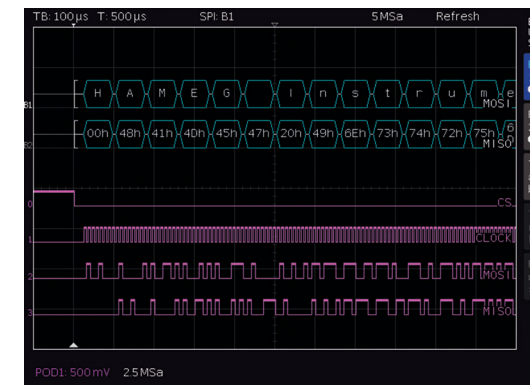 TB: 100µs T: 500µs SPI: B1 5MSa Refresh
H A M E G I n s t r u m e
B1 MOSI
00h 48h 41h 4Dh 45h 47h 20h 49h 6Eh 73h 74h 72h 75h 6
B2 MISO
0 CS
1 CLOCK
2 MOSI
3 MISO
POD1: 500mV 2.5MSa